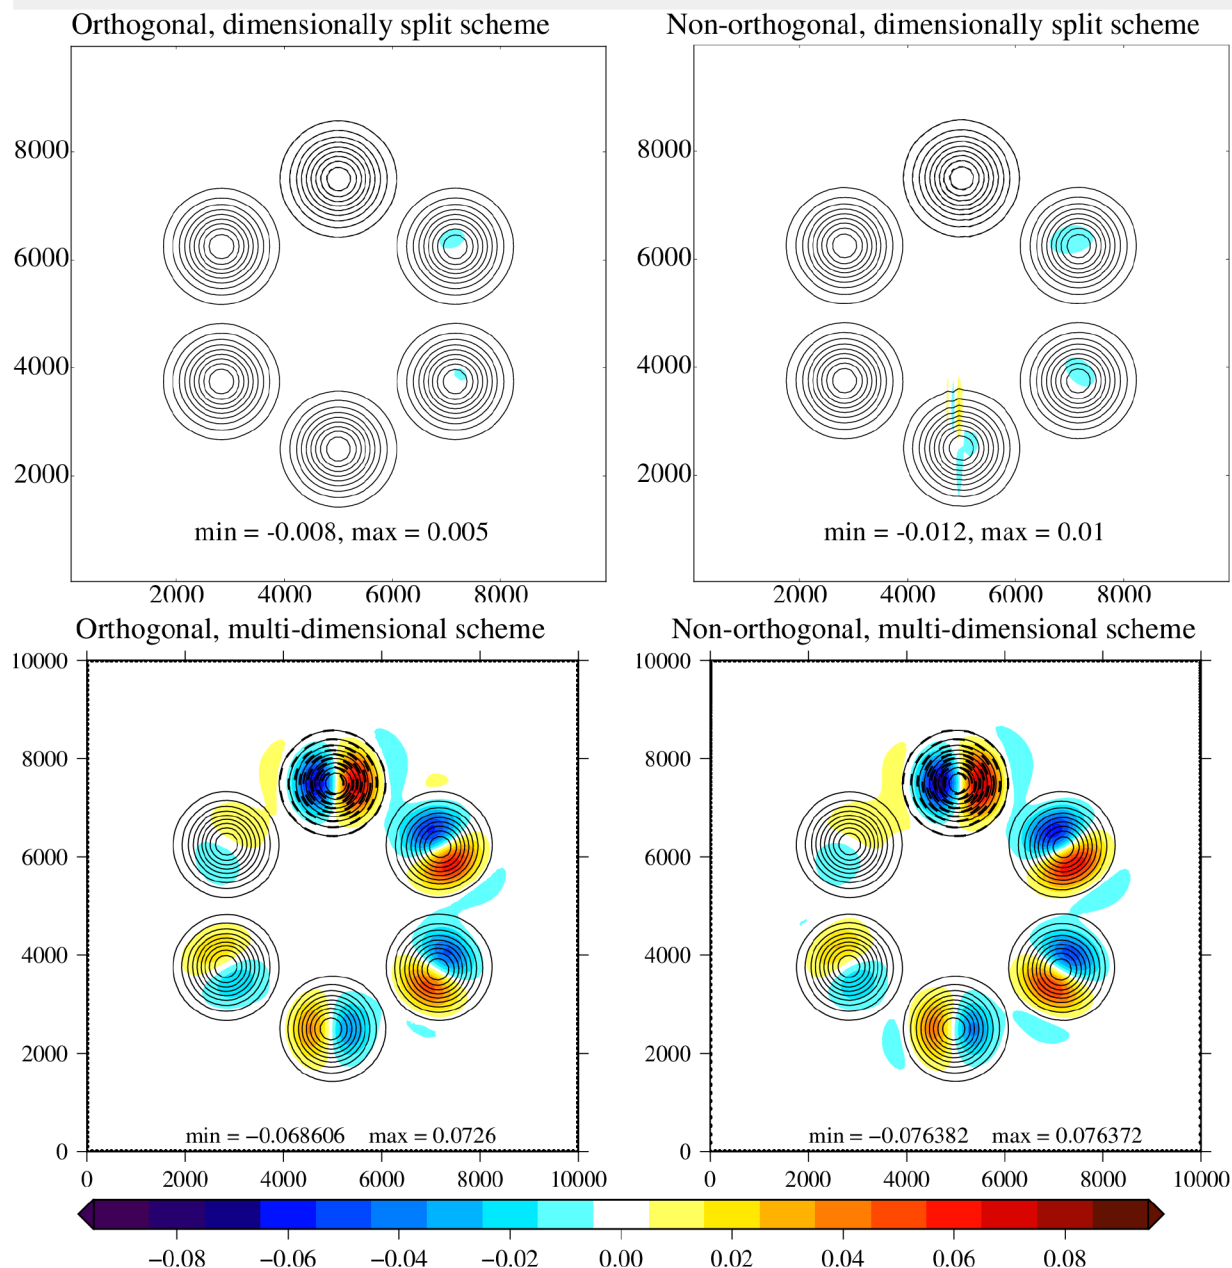 Orthogonal, dimensionally split scheme
Non-orthogonal, dimensionally split scheme
8000
6000
4000
2000
min = -0.008, max = 0.005
2000 4000 6000 8000
8000
6000
4000
2000
min = -0.012, max = 0.01
2000 4000 6000 8000
Orthogonal, multi-dimensional scheme
Non-orthogonal, multi-dimensional scheme
10000
8000
6000
4000
2000
0
min = −0.068606 max = 0.0726
0 2000 4000 6000 8000 10000
10000
8000
6000
4000
2000
0
min = −0.076382 max = 0.076372
0 2000 4000 6000 8000 10000
−0.08 −0.06 −0.04 −0.02 0.00 0.02 0.04 0.06 0.08